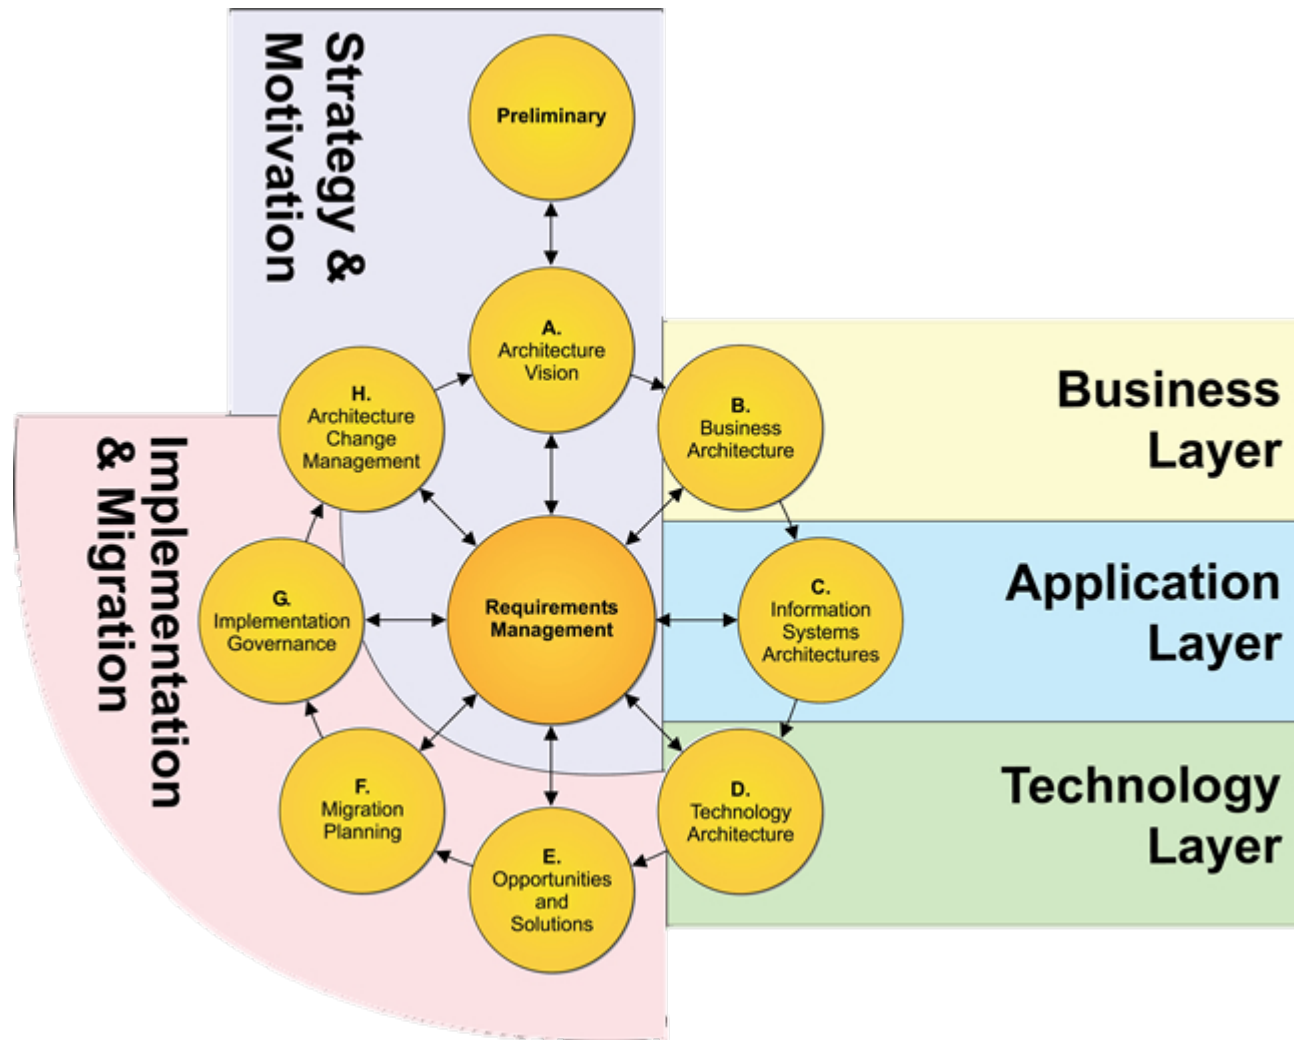 Strategy &
Motivation
Preliminary
A.
Architecture
Vision
B.
Business
Architecture
Business
Layer
H.
Architecture
Change
Management
Implementation
& Migration
C.
Information
Systems
Architectures
Application
Layer
G.
Implementation
Governance
Requirements
Management
F.
Migration
Planning
D.
Technology
Architecture
Technology
Layer
E.
Opportunities
and
Solutions